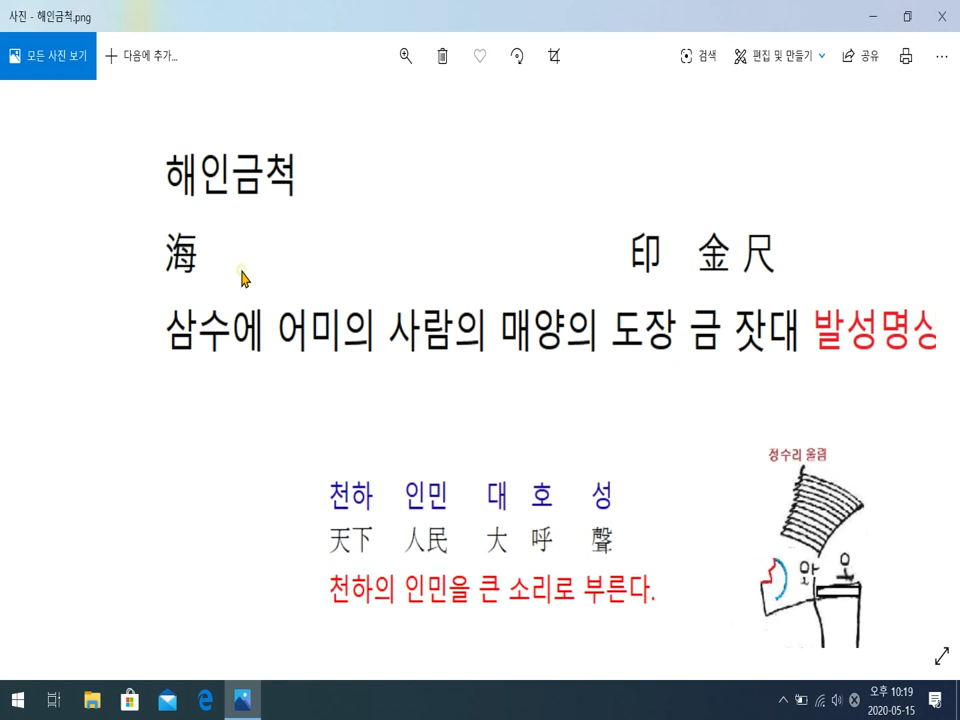 사진 - 해인금척.png
모든 사진 보기 다음에 추가... 검색 편집 및 만들기 공유
해인금척
海 印 金 尺
삼수에 어미의 사람의 매양의 도장 금 잣대 발성명상
정수리 울림
천하 인민 대 호 성
天下 人民 大 呼 聲
천하의 인민을 큰 소리로 부른다.
와 오
오후 10:19
2020-05-15